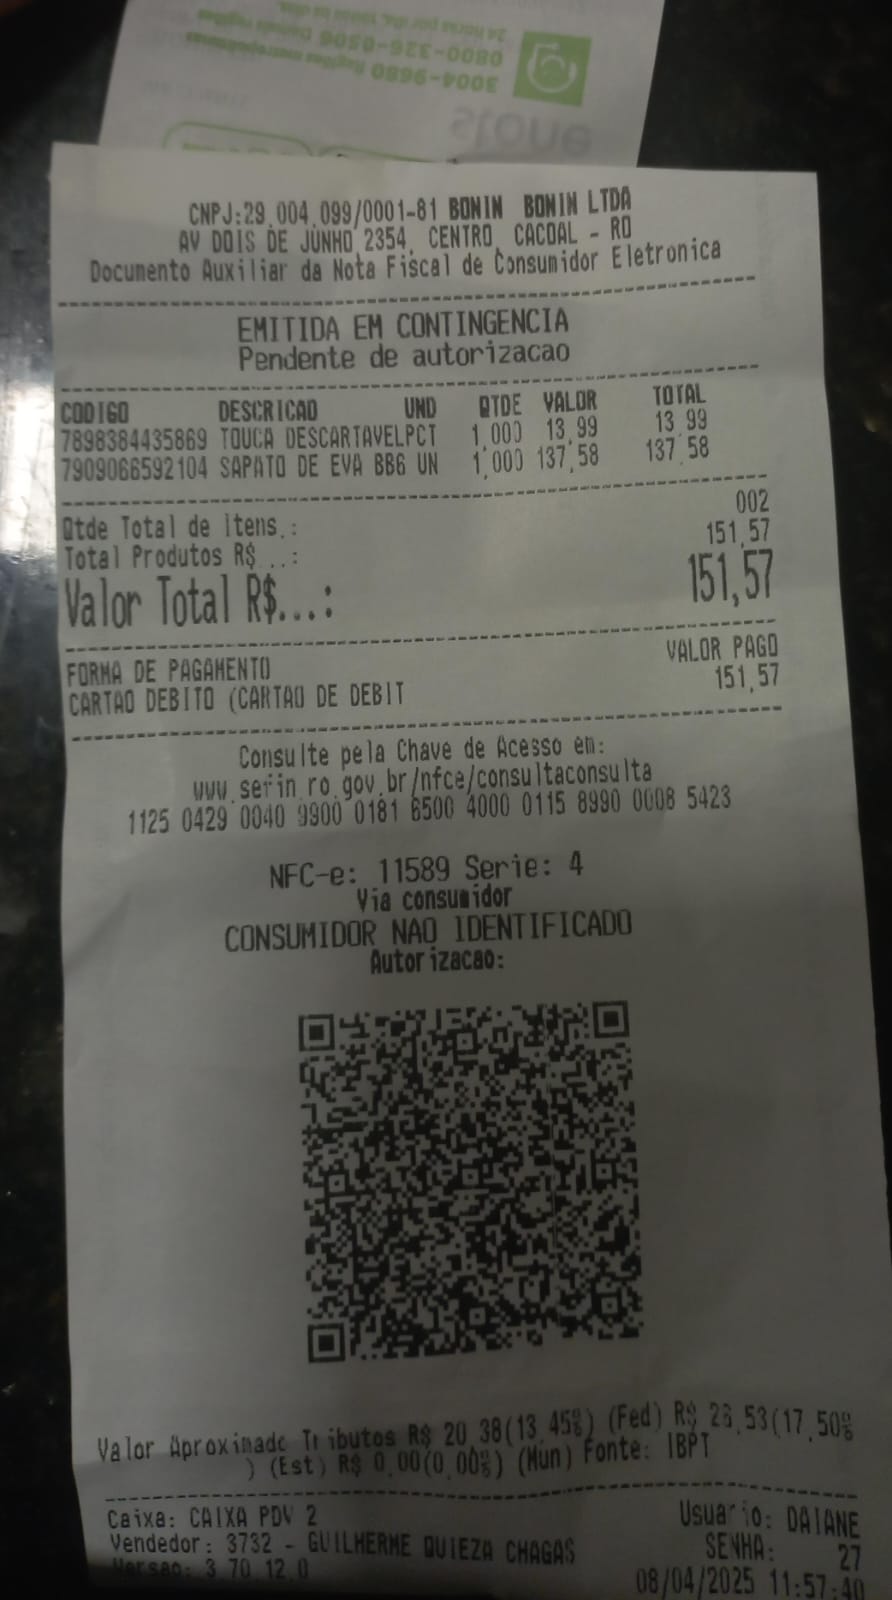 24 horas por dia, todos os dias.
0800-326-0506 Demais regiões
3004-9680 Regiões metropolitanas
stone
CNPJ:29.004.099/0001-81 BONIN BONIN LTDA
AV DOIS DE JUNHO 2354, CENTRO, CACOAL - RO
Documento Auxiliar da Nota Fiscal de Consumidor Eletronica
EMITIDA EM CONTINGENCIA
Pendente de autorizacao
CODIGO DESCRICAO UND QTDE VALOR TOTAL
7898384435869 TOUCA DESCARTAVELPCT 1,000 13,99 13,99
7909066592104 SAPATO DE EVA BB6 UN 1,000 137,58 137,58
Qtde Total de itens.: 002
Total Produtos R$ ...: 151,57
Valor Total R$...: 151,57
FORMA DE PAGAMENTO VALOR PAGO
CARTAO DEBITO (CARTAO DE DEBIT 151,57
Consulte pela Chave de Acesso em:
www.sefin.ro.gov.br/nfce/consultaconsulta
1125 0429 0040 9900 0181 6500 4000 0115 8990 0008 5423
NFC-e: 11589 Serie: 4
Via consumidor
CONSUMIDOR NAO IDENTIFICADO
Autorizacao:
Valor Aproximado Tributos R$ 20,38(13,45%) (Fed) R$ 26,53(17,50%
) (Est) R$ 0,00(0,00%) (Mun) Fonte: IBPT
Caixa: CAIXA PDV 2 Usuario: DAIANE
Vendedor: 3732 - GUILHERME QUIEZA CHAGAS SENHA: 27
Versao: 3.70.12.0 08/04/2025 11:57:40